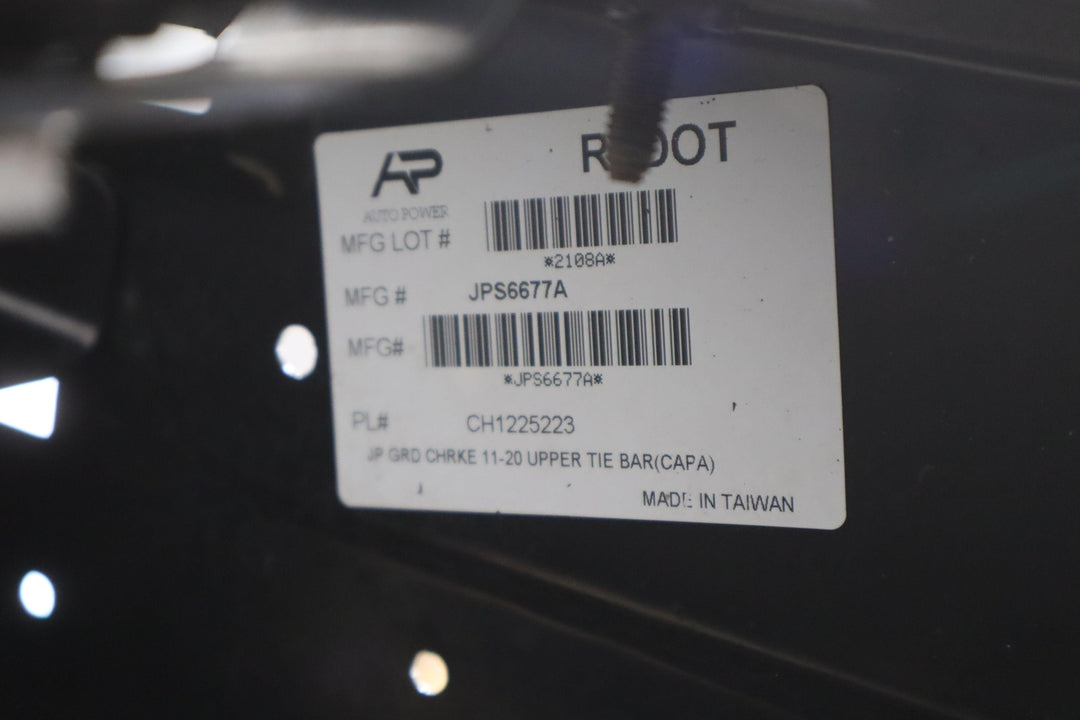 AP
AUTO POWER
MFG LOT #
*2108A*
MFG # JPS6677A
MFG#
*JPS6677A*
PL# CH1225223
JP GRD CHRKE 11-20 UPPER TIE BAR(CAPA)
MADE IN TAIWAN